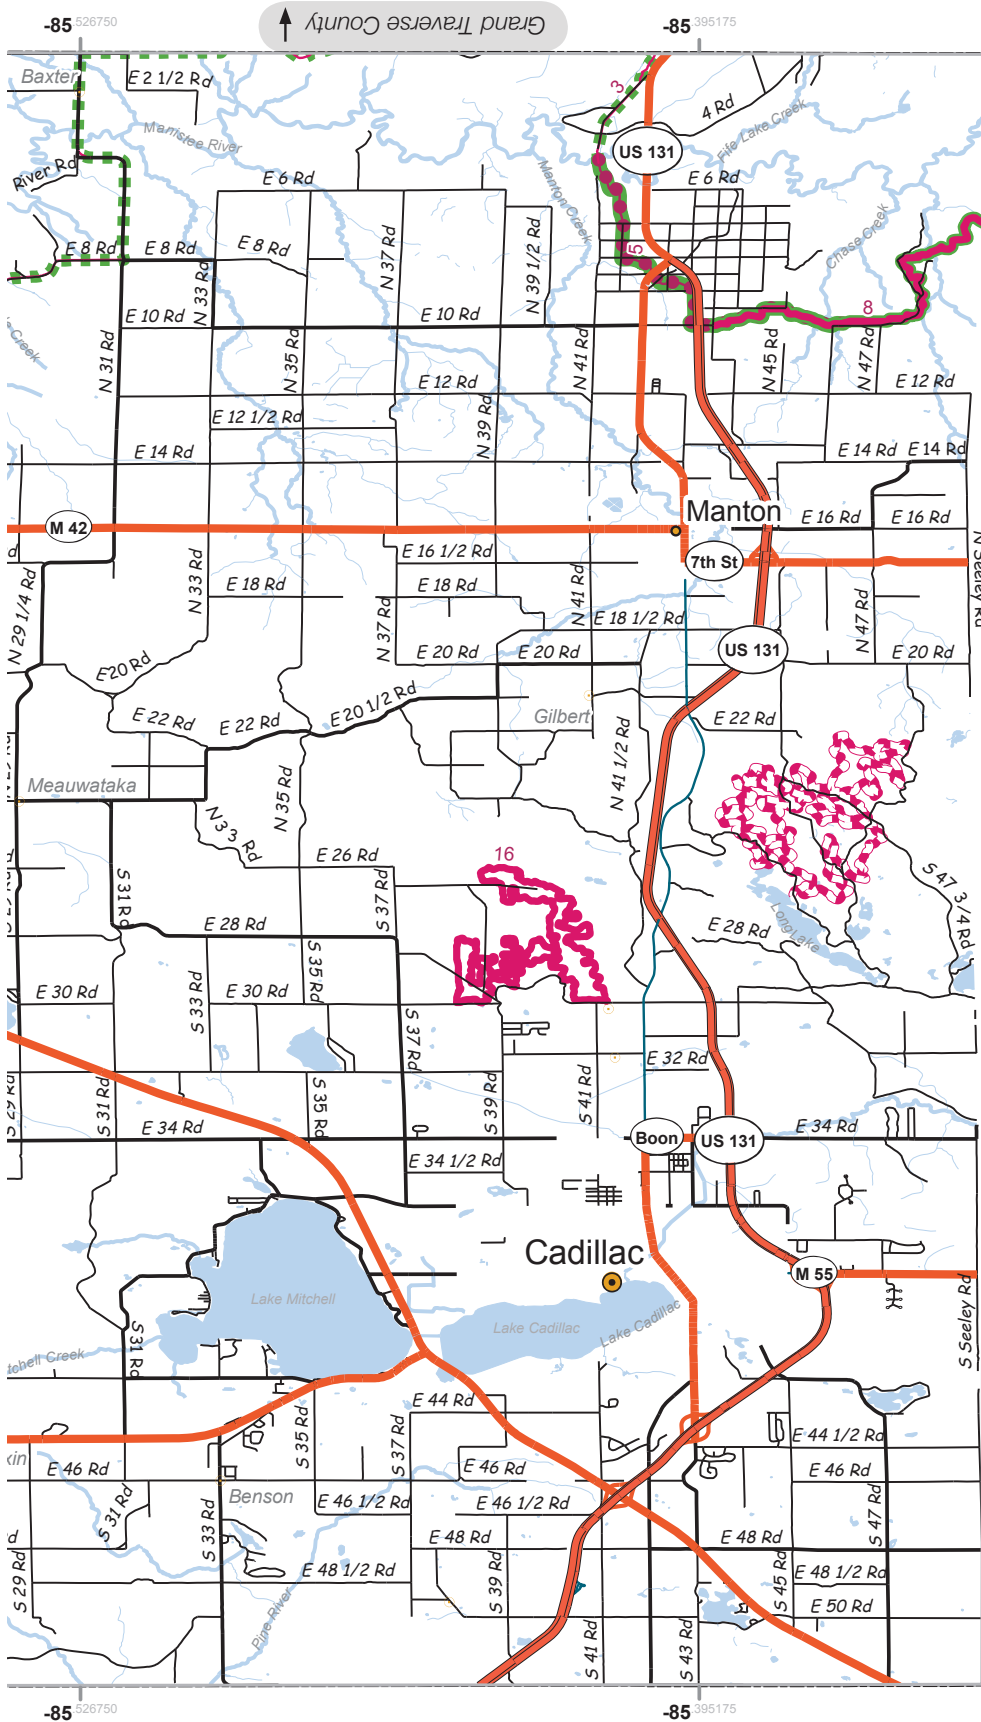 -85.526750
Grand Traverse County
-85.395175
Baxter
E 2 1/2 Rd
3
4 Rd
Manistee River
Fife Lake Creek
US 131
River Rd
E 6 Rd
Manton Creek
E 6 Rd
E 8 Rd
E 8 Rd
E 8 Rd
N 37 Rd
N 39 1/2 Rd
5
Chase Creek
N 33 Rd
E 10 Rd
E 10 Rd
8
s Creek
N 31 Rd
N 35 Rd
N 41 Rd
N 45 Rd
N 47 Rd
E 12 Rd
E 12 Rd
E 12 1/2 Rd
N 39 Rd
E 14 Rd
E 14 Rd
E 14 Rd
Manton
M 42
E 16 Rd
E 16 Rd
d
E 16 1/2 Rd
7th St
N Seeley Rd
N 29 1/4 Rd
N 33 Rd
E 18 Rd
E 18 Rd
N 37 Rd
N 41 Rd
E 18 1/2 Rd
N 47 Rd
US 131
E 20 Rd
E 20 Rd
E 20 Rd
E 20 Rd
E 22 Rd
E 22 Rd
E 20 1/2 Rd
Gilbert
E 22 Rd
N 41 1/2 Rd
Meauwataka
N 35 Rd
N 33 Rd
E 26 Rd
16
S 31 Rd
S 37 Rd
S 47 3/4 Rd
E 28 Rd
E 28 Rd
Long Lake
S 35 Rd
E 30 Rd
S 33 Rd
E 30 Rd
S 37 Rd
E 32 Rd
S 29 Rd
S 31 Rd
S 35 Rd
S 39 Rd
S 41 Rd
E 34 Rd
Boon
US 131
E 34 Rd
E 34 1/2 Rd
Cadillac
M 55
Lake Mitchell
Lake Cadillac
Lake Cadillac
S Seeley Rd
S 31 Rd
tchell Creek
E 44 Rd
S 35 Rd
S 37 Rd
E 44 1/2 Rd
xin
E 46 Rd
E 46 Rd
E 46 Rd
Benson
S 31 Rd
E 46 1/2 Rd
E 46 1/2 Rd
S 33 Rd
S 47 Rd
d
E 48 Rd
E 48 Rd
S 29 Rd
E 48 1/2 Rd
S 39 Rd
S 45 Rd
E 48 1/2 Rd
E 50 Rd
Pine River
S 41 Rd
S 43 Rd
-85.526750
-85.395175